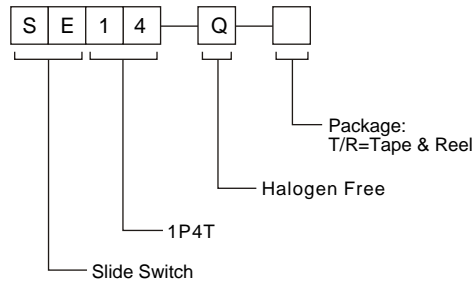 S E 1 4 Q
Package:
T/R=Tape & Reel
Halogen Free
1P4T
Slide Switch